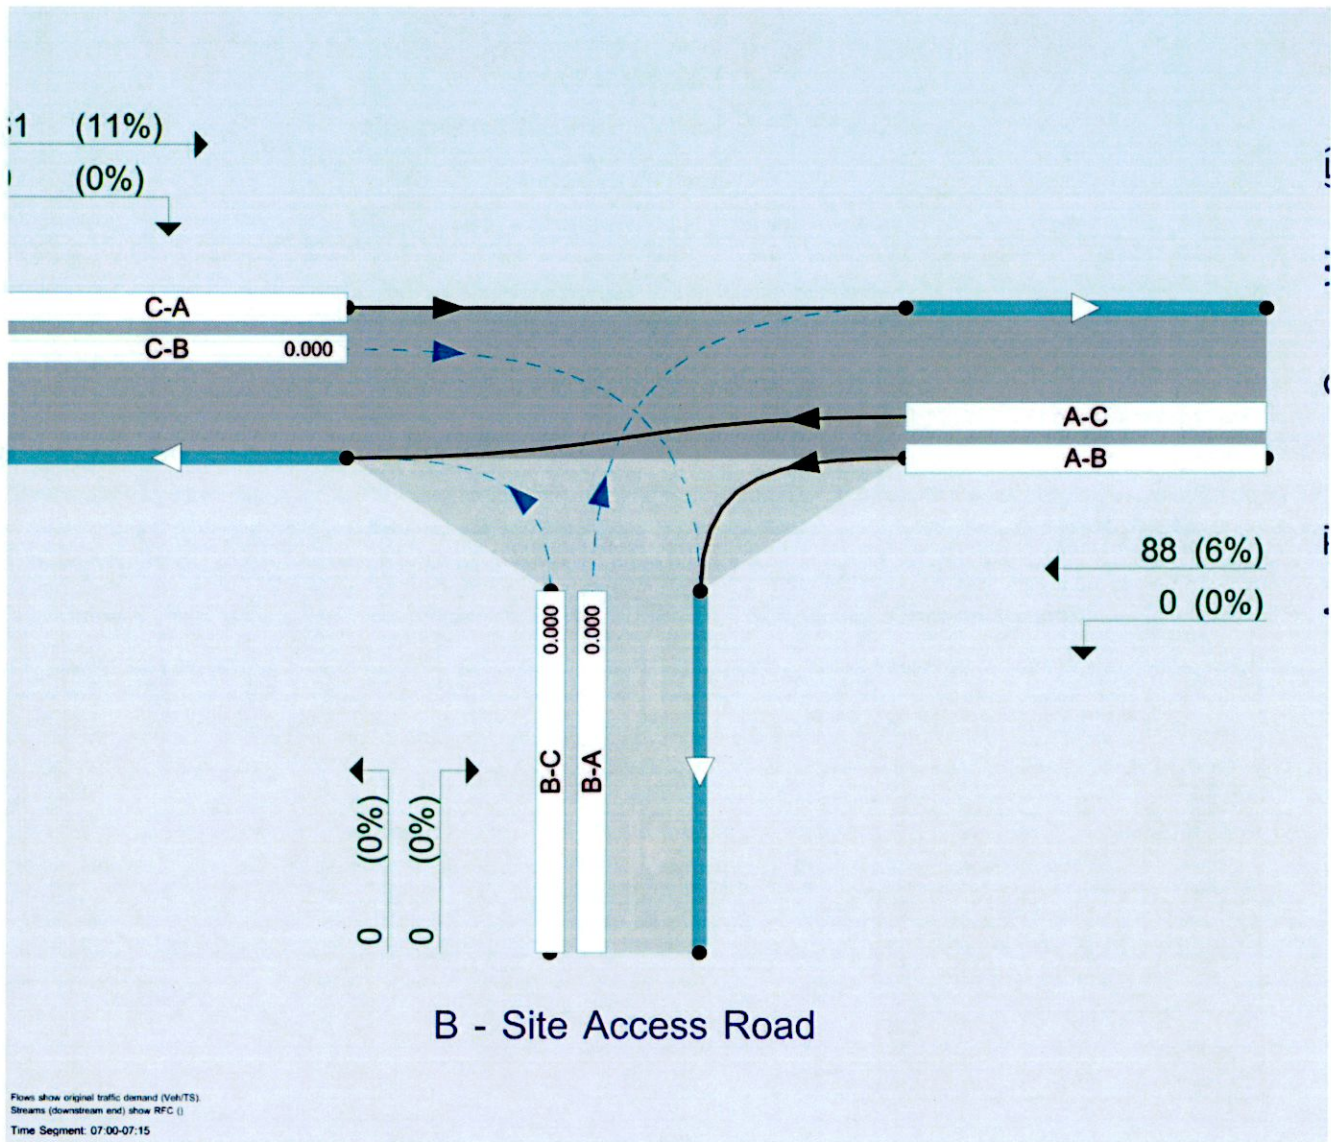 (11%)
(0%)
C-A
C-B 0.000
A-C
A-B
88 (6%)
0 (0%)
0.000
0.000
B-C
B-A
0 (0%)
0 (0%)
B - Site Access Road
Flows show original traffic demand (Veh/TS).
Streams (downstream end) show RFC ()
Time Segment: 07:00-07:15